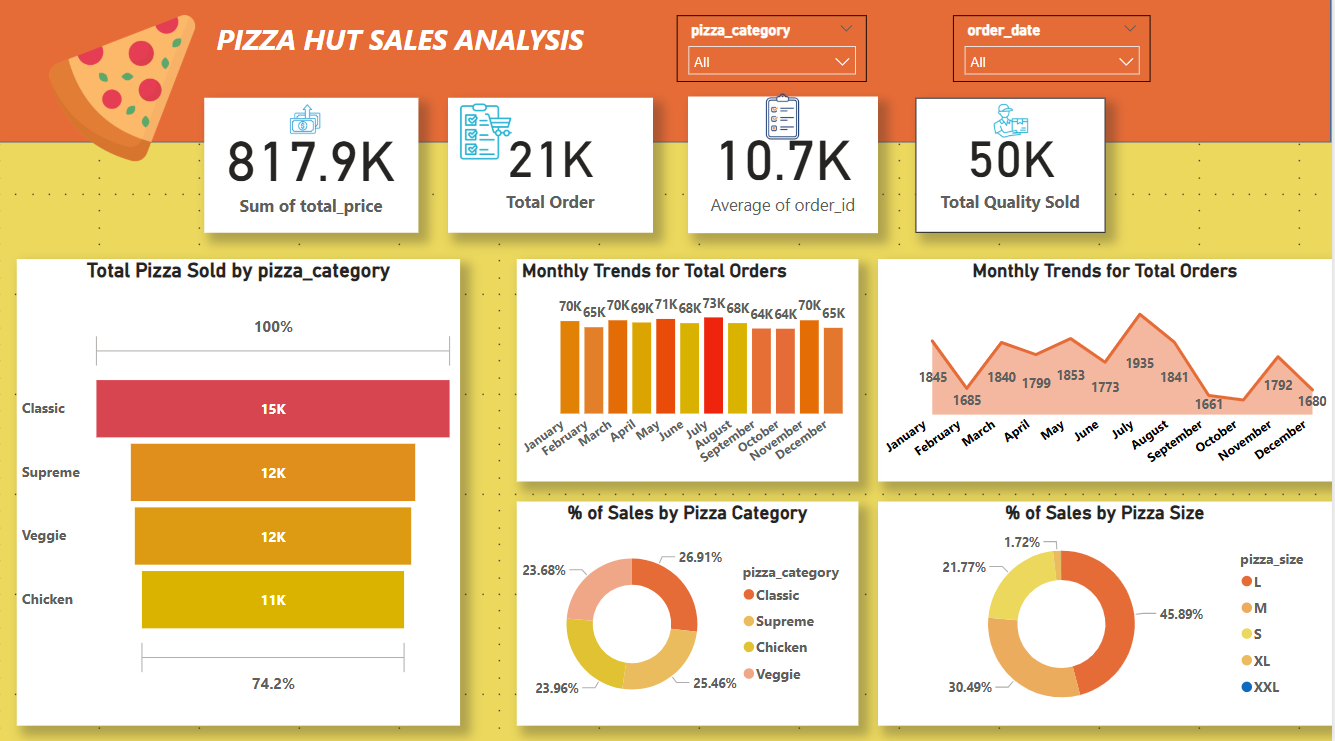 PIZZA HUT SALES ANALYSIS
pizza_category
All
order_date
All
817.9K
Sum of total_price
21K
Total Order
10.7K
Average of order_id
50K
Total Quality Sold
Total Pizza Sold by pizza_category
100%
Classic
15K
Supreme
12K
Veggie
12K
Chicken
11K
74.2%
Monthly Trends for Total Orders
70K 65K 70K 69K 71K 68K 73K 68K 64K 64K 70K 65K
January February March April May June July August September October November December
Monthly Trends for Total Orders
1845 1685 1840 1799 1853 1773 1935 1841 1661 1792 1680
January February March April May June July August September October November December
% of Sales by Pizza Category
26.91%
23.68%
25.46%
23.96%
pizza_category
Classic
Supreme
Chicken
Veggie
% of Sales by Pizza Size
1.72%
21.77%
45.89%
30.49%
pizza_size
L
M
S
XL
XXL